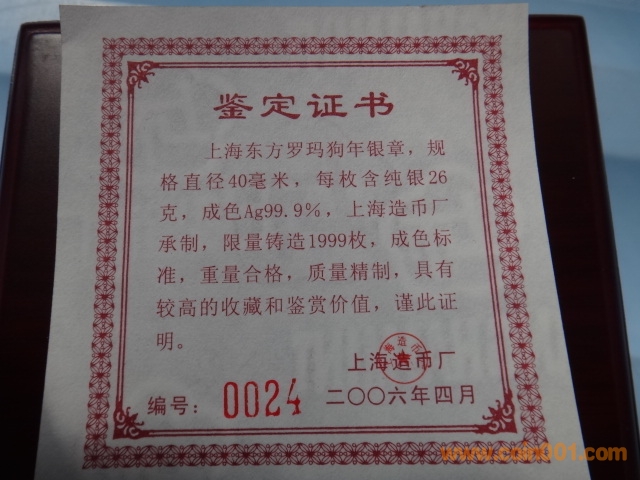 鉴定证书
上海东方罗玛狗年银章，规
格直径40毫米，每枚含纯银26
克，成色Ag99.9%，上海造币厂
承制，限量铸造1999枚，成色标
准，重量合格，质量精制，具有
较高的收藏和鉴赏价值，谨此证
明。
上海造币厂
编号：0024 二〇〇六年四月
www.coin001.com